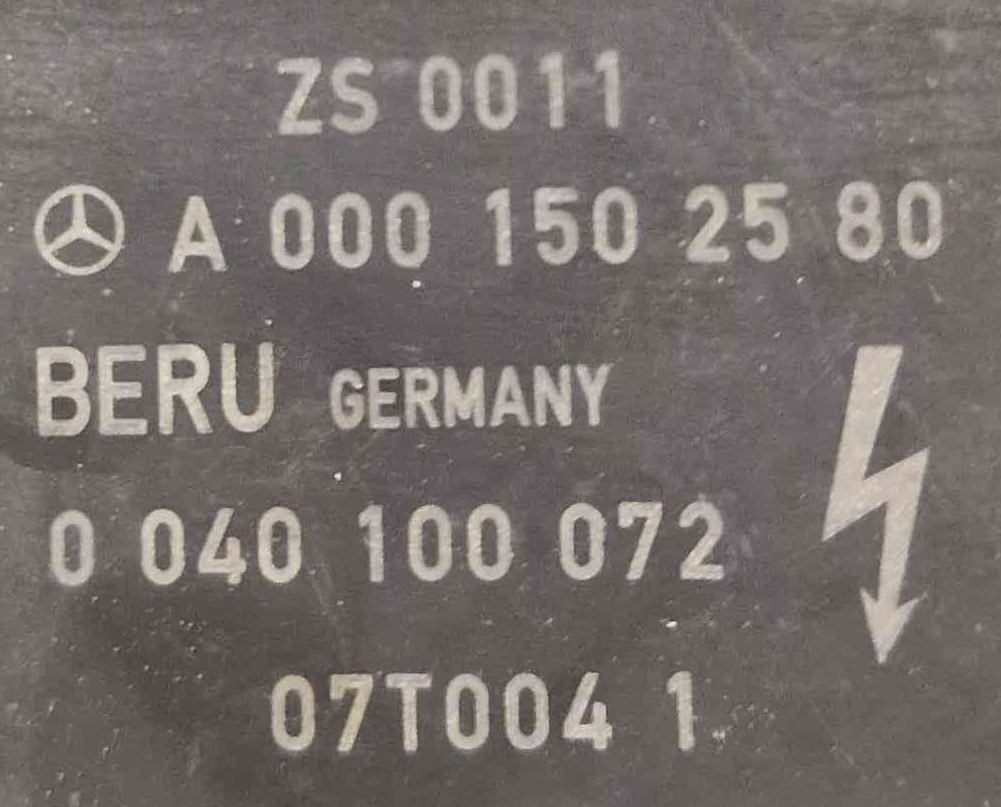 ZS 0011
A 000 150 25 80
BERU GERMANY
0 040 100 072
07T004 1